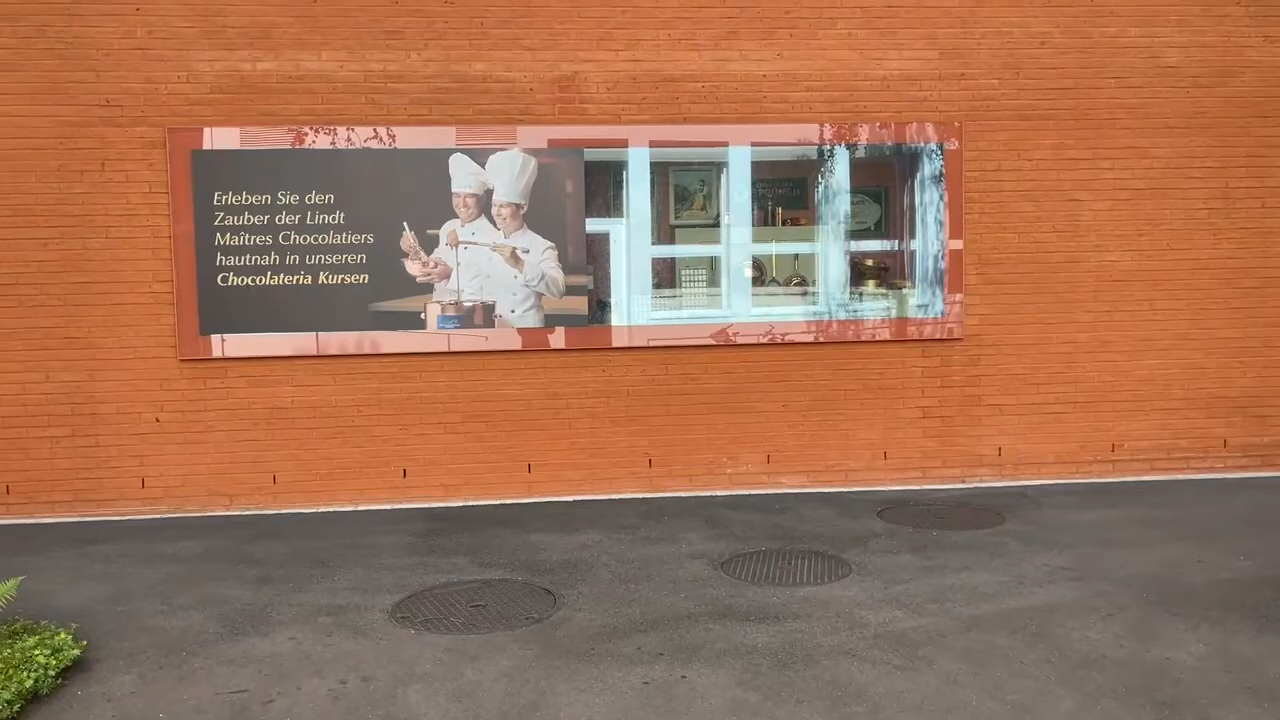 Erleben Sie den
Zauber der Lindt
Maîtres Chocolatiers
hautnah in unseren
Chocolateria Kursen